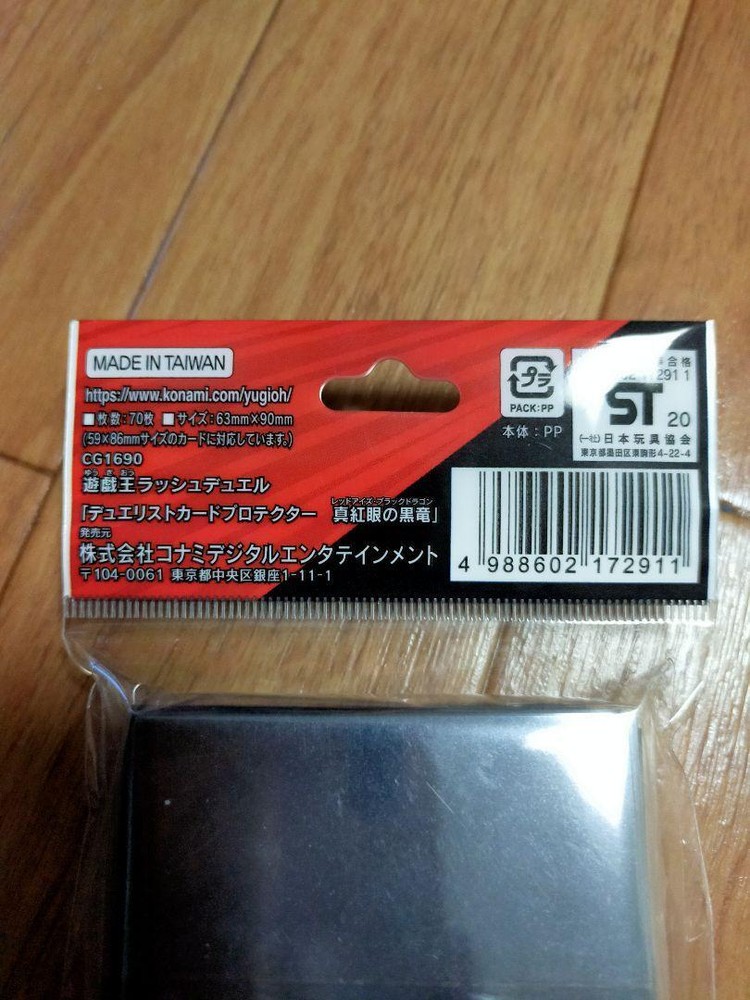 MADE IN TAIWAN
https://www.konami.com/yugioh/
■枚数:70枚 ■サイズ:63mm×90mm
(59×86mmサイズのカードに対応しています。)
CG1690
ゆう ぎ おう
遊戯王ラッシュデュエル
レッドアイズ・ブラックドラゴン
「デュエリストカードプロテクター 真紅眼の黒竜」
発売元
株式会社コナミデジタルエンタテインメント
〒104-0061 東京都中央区銀座1-11-1
プラ
PACK:PP
本体:PP
合格
2911
ST 20
(一社)日本玩具協会
東京都墨田区東駒形4-22-4
4 988602 172911